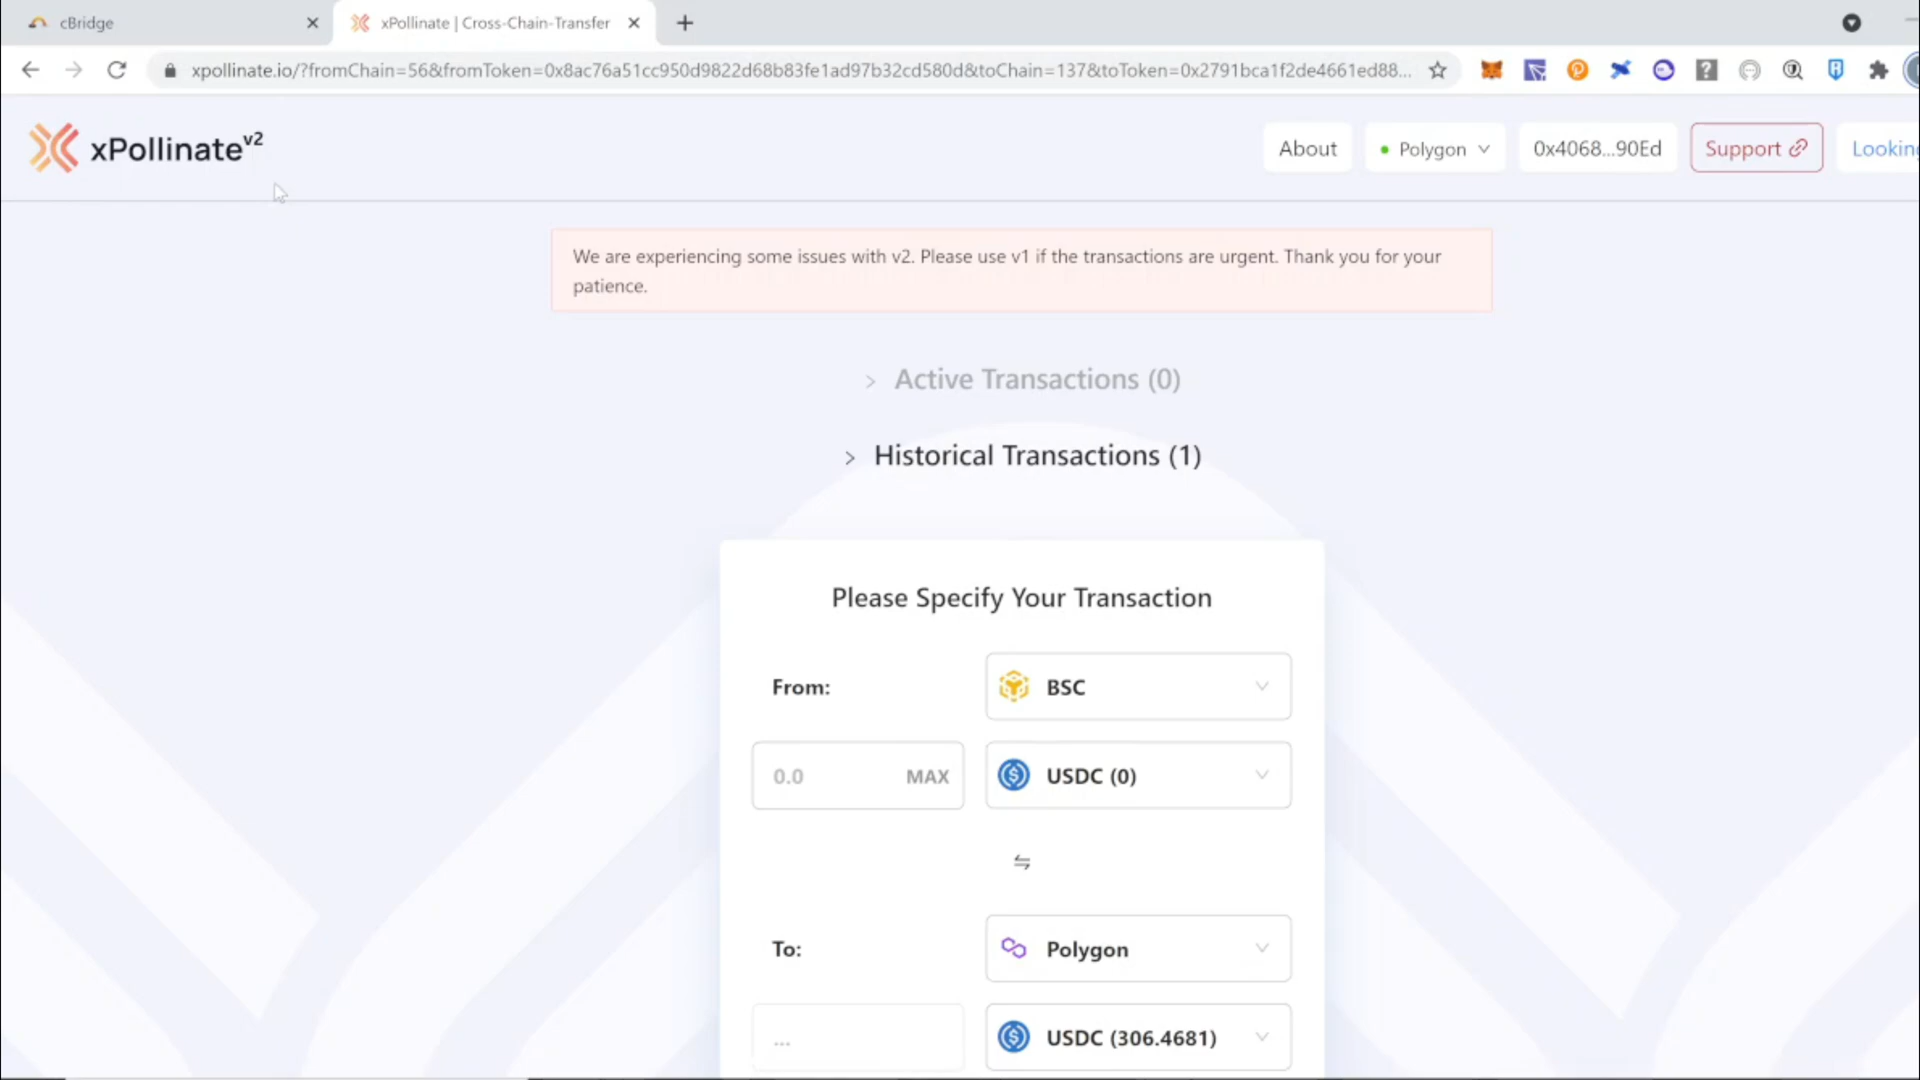 cBridge
xPollinate | Cross-Chain-Transfer
xpollinate.io/?fromChain=56&fromToken=0x8ac76a51cc950d9822d68b83fe1ad97b32cd580d&toChain=137&toToken=0x2791bca1f2de4661ed88...
xPollinate v2
About
Polygon
0x4068...90Ed
Support
Looking
We are experiencing some issues with v2. Please use v1 if the transactions are urgent. Thank you for your
patience.
Active Transactions (0)
Historical Transactions (1)
Please Specify Your Transaction
From:
BSC
0.0
MAX
USDC (0)
To:
Polygon
...
USDC (306.4681)